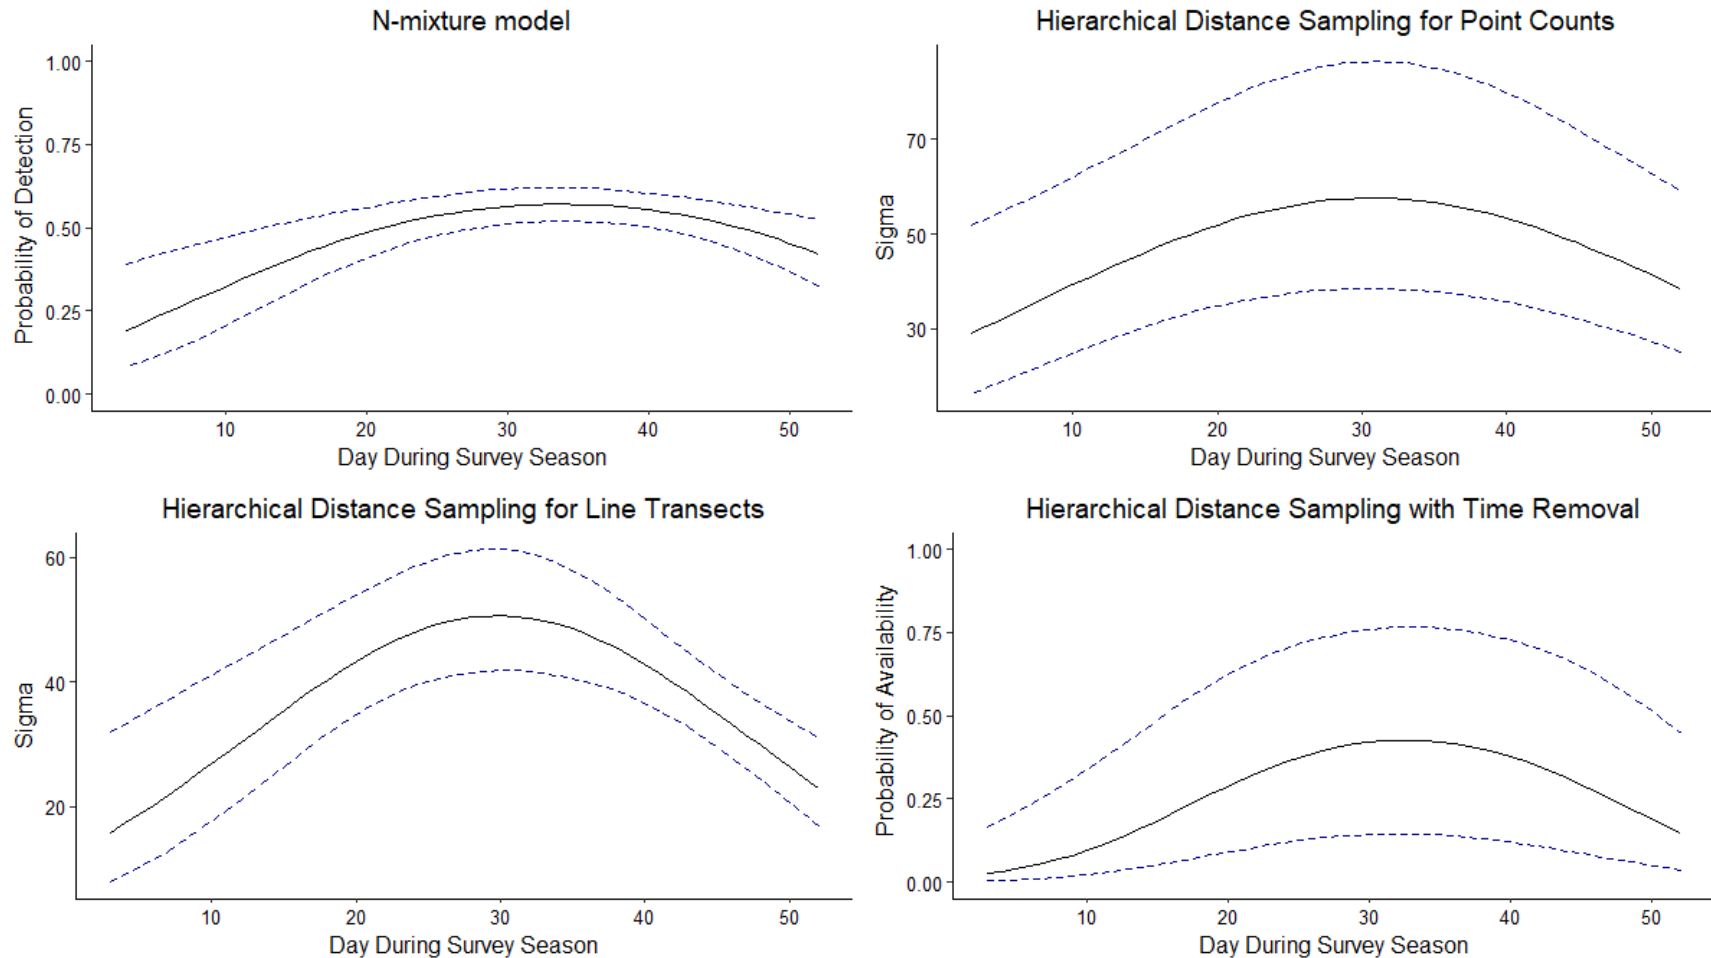 N-mixture model
1.00
0.75
0.50
0.25
0.00
Probability of Detection
10 20 30 40 50
Day During Survey Season
Hierarchical Distance Sampling for Point Counts
70
50
30
Sigma
10 20 30 40 50
Day During Survey Season
Hierarchical Distance Sampling for Line Transects
60
40
20
Sigma
10 20 30 40 50
Day During Survey Season
Hierarchical Distance Sampling with Time Removal
1.00
0.75
0.50
0.25
0.00
Probability of Availability
10 20 30 40 50
Day During Survey Season